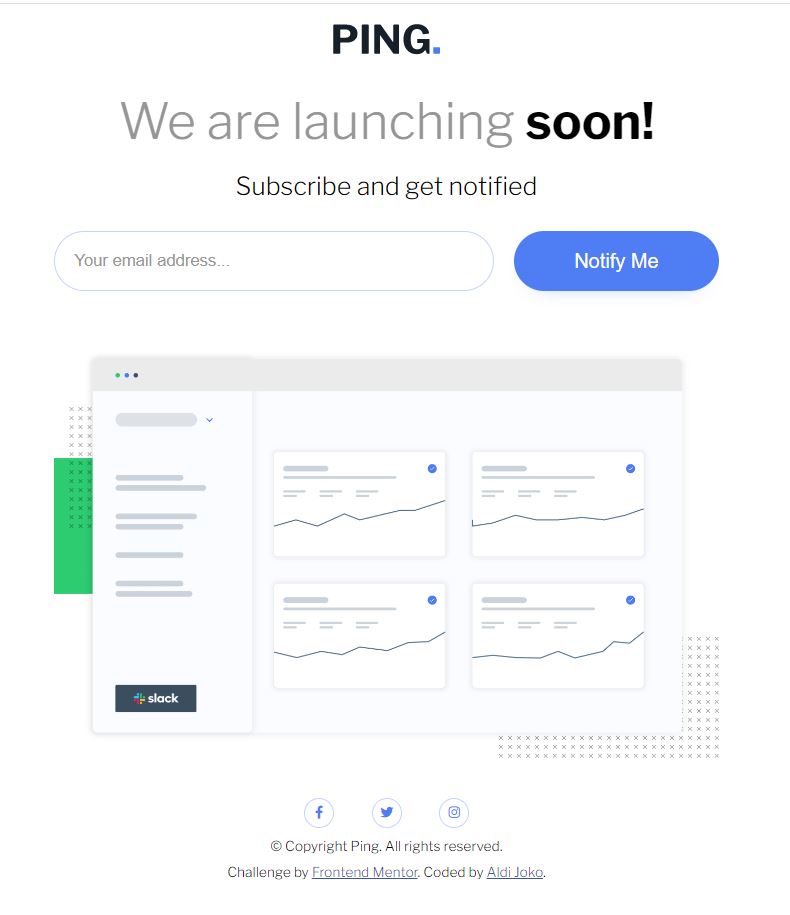 PING.
We are launching soon!
Subscribe and get notified
Your email address...
Notify Me
slack
© Copyright Ping. All rights reserved.
Challenge by Frontend Mentor. Coded by Aldi Joko.